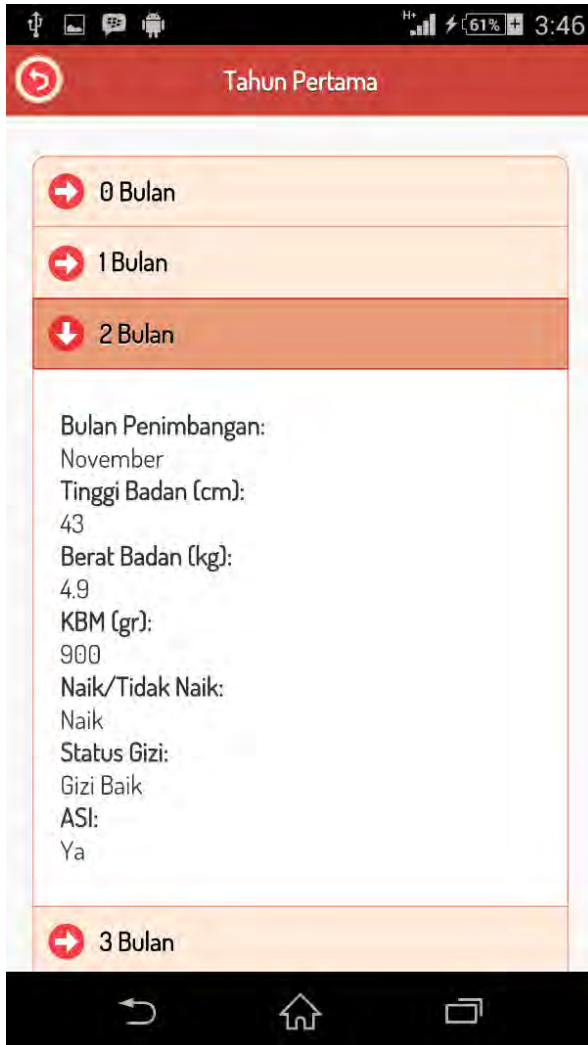 H+ 61% 3:46
Tahun Pertama
0 Bulan
1 Bulan
2 Bulan
Bulan Penimbangan:
November
Tinggi Badan (cm):
43
Berat Badan (kg):
4.9
KBM (gr):
900
Naik/Tidak Naik:
Naik
Status Gizi:
Gizi Baik
ASI:
Ya
3 Bulan